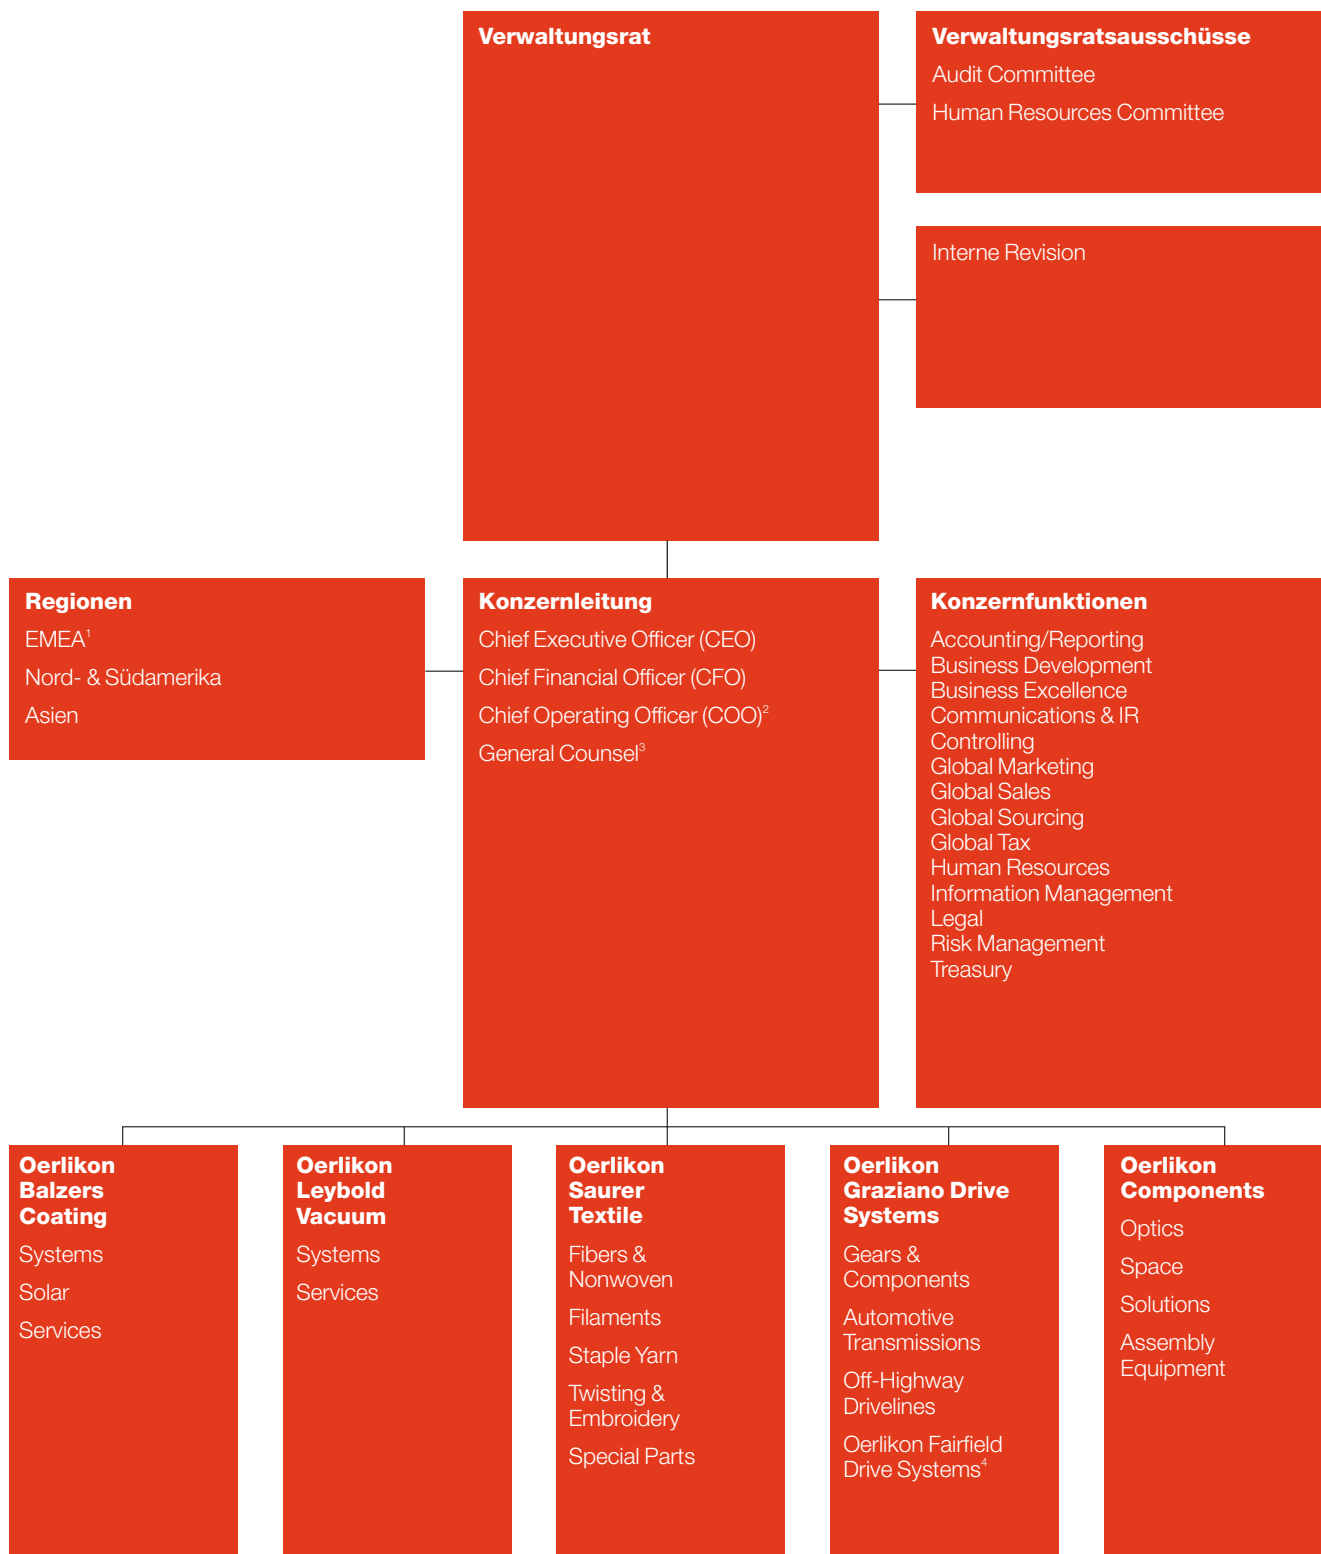 Verwaltungsrat
Verwaltungsratsausschüsse
Audit Committee
Human Resources Committee
Interne Revision
Regionen
EMEA¹
Nord- & Südamerika
Asien
Konzernleitung
Chief Executive Officer (CEO)
Chief Financial Officer (CFO)
Chief Operating Officer (COO)²
General Counsel³
Konzernfunktionen
Accounting/Reporting
Business Development
Business Excellence
Communications & IR
Controlling
Global Marketing
Global Sales
Global Sourcing
Global Tax
Human Resources
Information Management
Legal
Risk Management
Treasury
Oerlikon
Balzers
Coating
Systems
Solar
Services
Oerlikon
Leybold
Vacuum
Systems
Services
Oerlikon
Saurer
Textile
Fibers &
Nonwoven
Filaments
Staple Yarn
Twisting &
Embroidery
Special Parts
Oerlikon
Graziano Drive
Systems
Gears &
Components
Automotive
Transmissions
Off-Highway
Drivelines
Oerlikon Fairfield
Drive Systems⁴
Oerlikon
Components
Optics
Space
Solutions
Assembly
Equipment